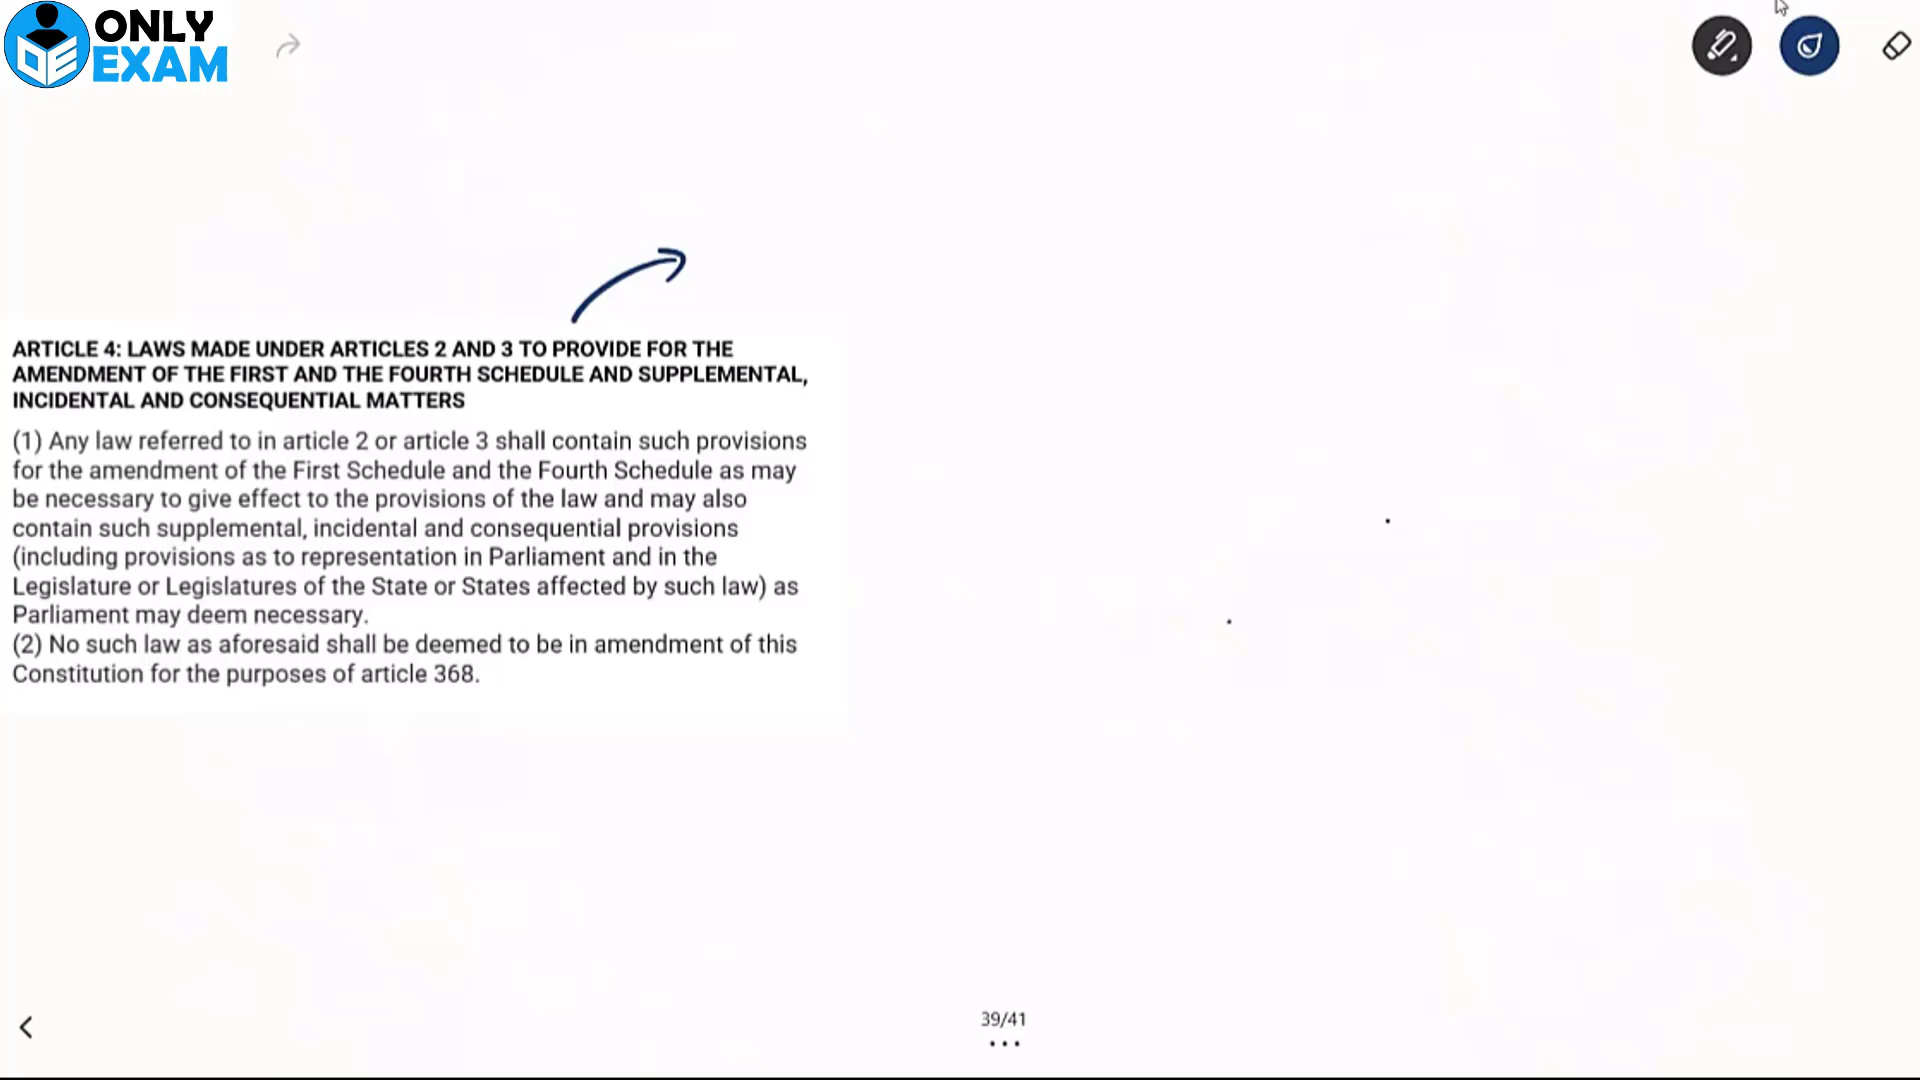 ONLY
EXAM
ARTICLE 4: LAWS MADE UNDER ARTICLES 2 AND 3 TO PROVIDE FOR THE
AMENDMENT OF THE FIRST AND THE FOURTH SCHEDULE AND SUPPLEMENTAL,
INCIDENTAL AND CONSEQUENTIAL MATTERS
(1) Any law referred to in article 2 or article 3 shall contain such provisions
for the amendment of the First Schedule and the Fourth Schedule as may
be necessary to give effect to the provisions of the law and may also
contain such supplemental, incidental and consequential provisions
(including provisions as to representation in Parliament and in the
Legislature or Legislatures of the State or States affected by such law) as
Parliament may deem necessary.
(2) No such law as aforesaid shall be deemed to be in amendment of this
Constitution for the purposes of article 368.
39/41